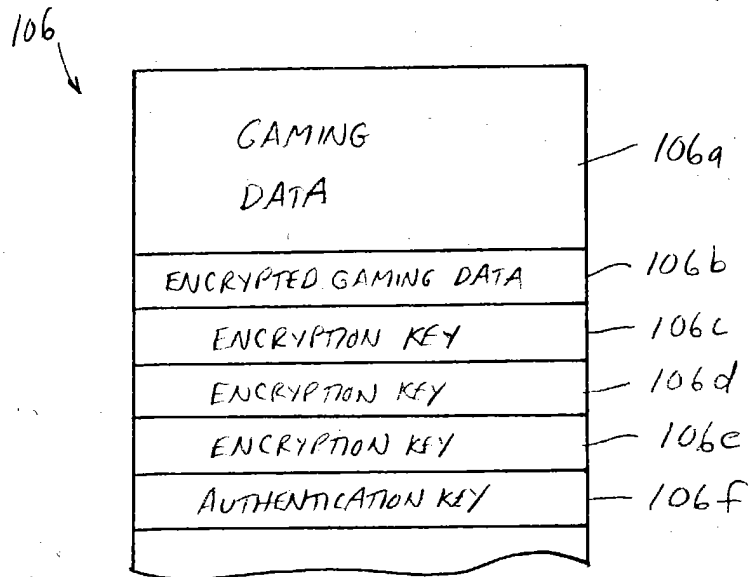 106
GAMING
DATA
106a
ENCRYPTED GAMING DATA
106b
ENCRYPTION KEY
106c
ENCRYPTION KEY
106d
ENCRYPTION KEY
106e
AUTHENTICATION KEY
106f